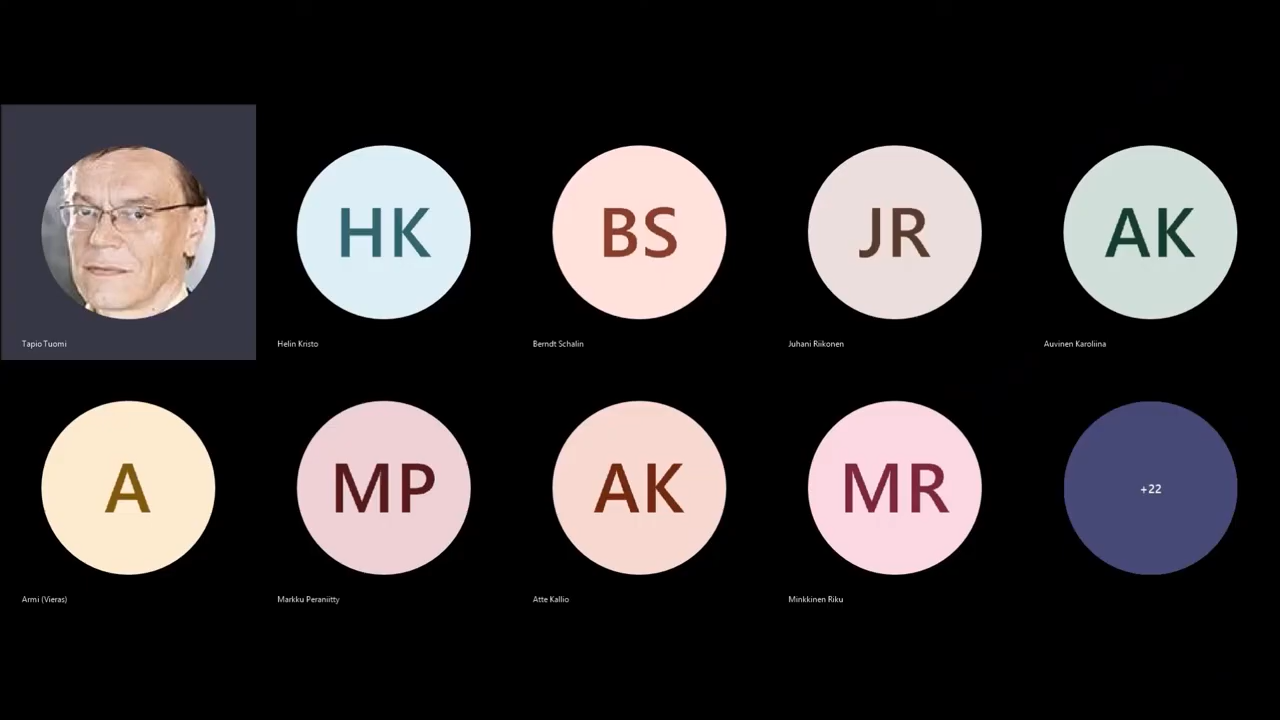 HK
BS
JR
AK
Tapio Tuomi
Helin Kristo
Berndt Schalin
Juhani Riikonen
Auvinen Karoliina
A
MP
AK
MR
+22
Armi (Vieras)
Markku Peraniitty
Atte Kallio
Minkkinen Riku